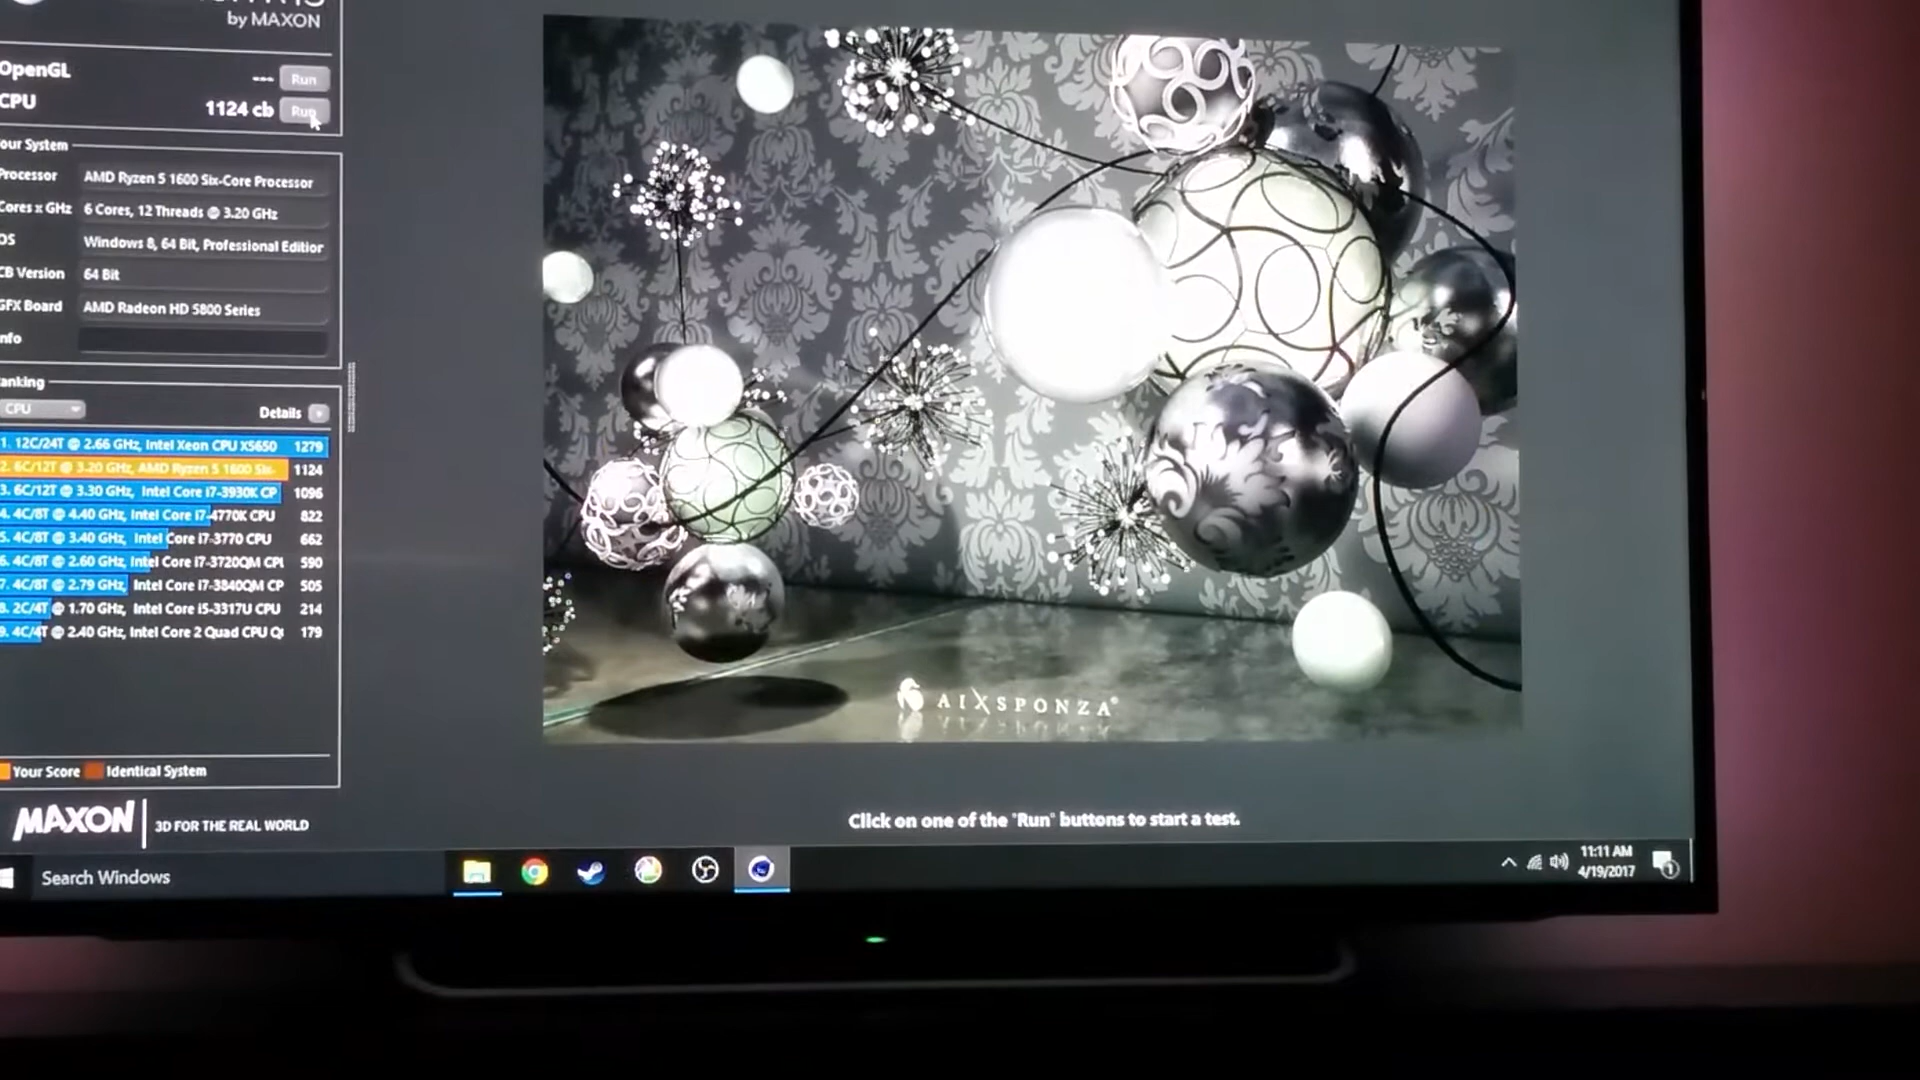 by MAXON
OpenGL --- Run
CPU 1124 cb Run
our System
Processor AMD Ryzen 5 1600 Six-Core Processor
Cores x GHz 6 Cores, 12 Threads @ 3.20 GHz
OS Windows 8, 64 Bit, Professional Edition
CB Version 64 Bit
GFX Board AMD Radeon HD 5800 Series
nfo
anking
CPU Details
1. 12C/24T @ 2.66 GHz, Intel Xeon CPU X5650 1279
2. 6C/12T @ 3.20 GHz, AMD Ryzen 5 1600 Six- 1124
3. 6C/12T @ 3.30 GHz, Intel Core i7-3930K CP 1096
4. 4C/8T @ 4.40 GHz, Intel Core i7-4770K CPU 822
5. 4C/8T @ 3.40 GHz, Intel Core i7-3770 CPU 662
6. 4C/8T @ 2.60 GHz, Intel Core i7-3720QM CPU 590
7. 4C/8T @ 2.79 GHz, Intel Core i7-3840QM CP 505
8. 2C/4T @ 1.70 GHz, Intel Core i5-3317U CPU 214
9. 4C/4T @ 2.40 GHz, Intel Core 2 Quad CPU Q 179
Your Score Identical System
MAXON 3D FOR THE REAL WORLD
AIXSPONZA®
Click on one of the 'Run' buttons to start a test.
Search Windows
11:11 AM
4/19/2017
1